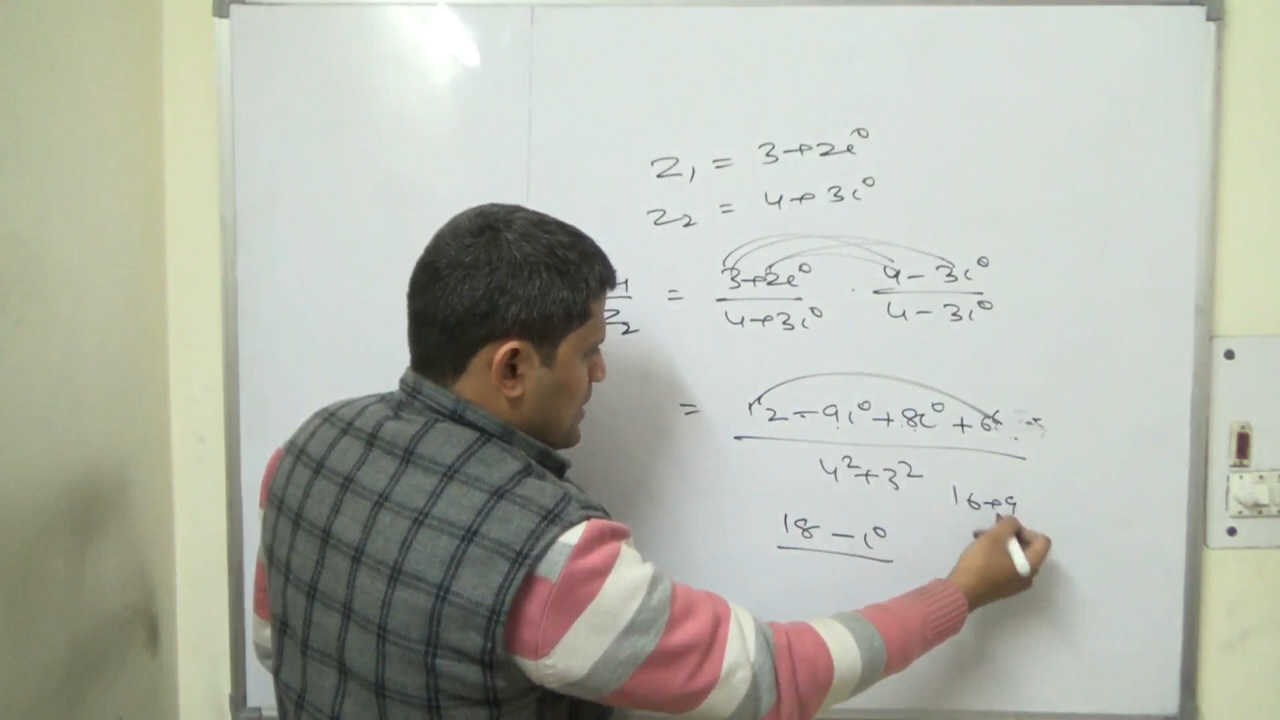 z₁ = 3+2i
z₂ = 4+3i
z₂ = 3+2i / 4+3i · 4-3i / 4-3i
= 12-9i+8i+6 / 4²+3²
16+9
18-i